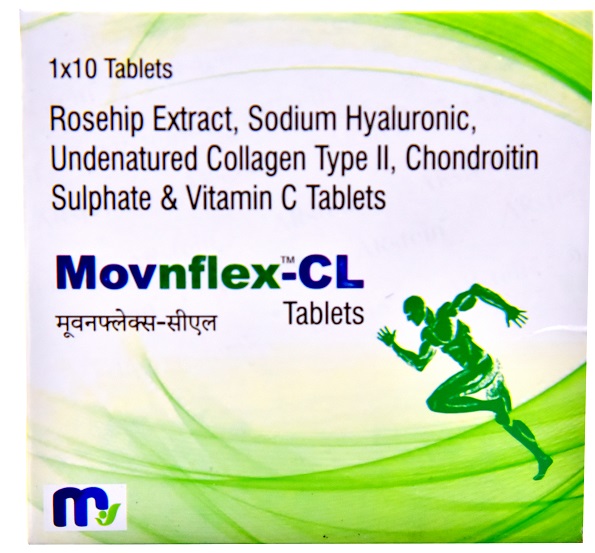 1x10 Tablets
Rosehip Extract, Sodium Hyaluronic,
Undenatured Collagen Type II, Chondroitin
Sulphate & Vitamin C Tablets
Movnflex™-CL
Tablets
मूवनफ्लेक्स-सीएल
m